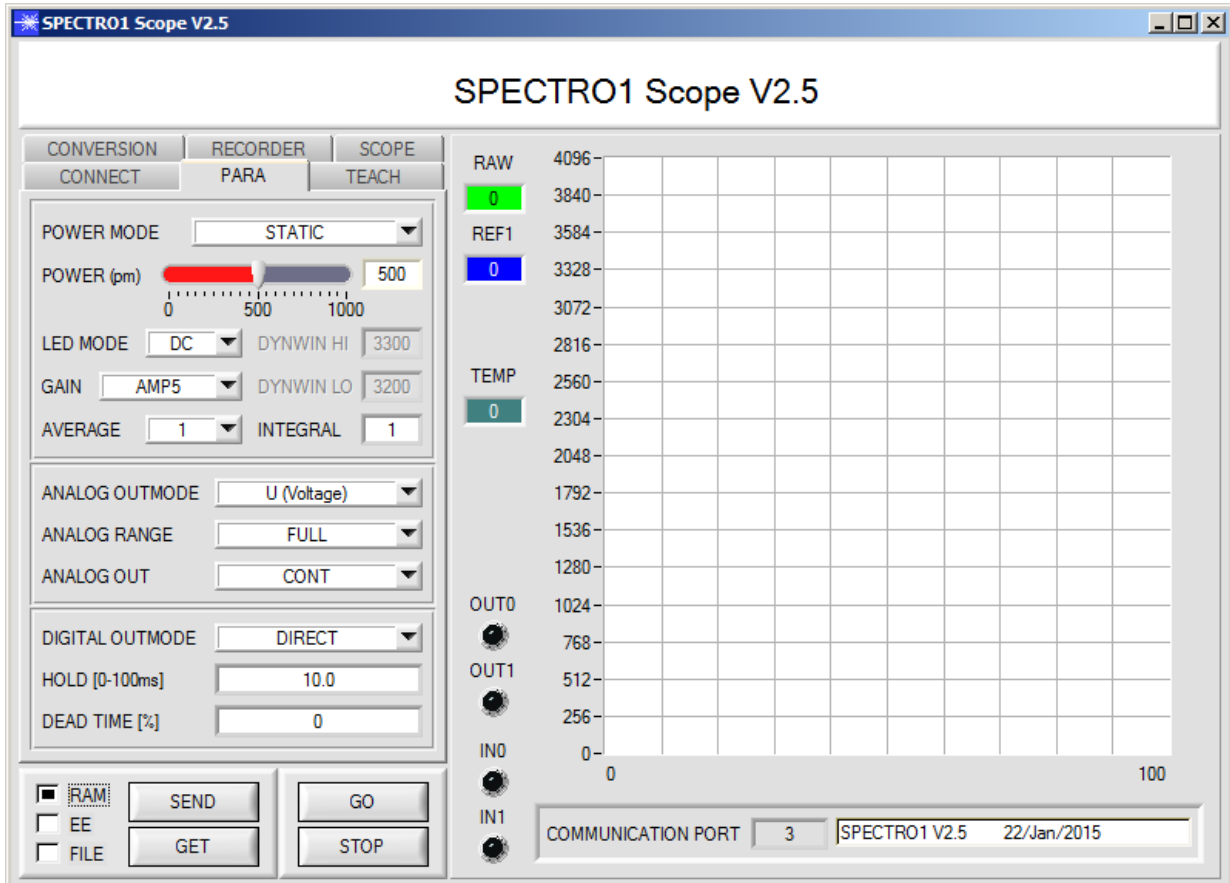 SPECTRO1 Scope V2.5
SPECTRO1 Scope V2.5
CONVERSION RECORDER SCOPE
CONNECT PARA TEACH
POWER MODE STATIC
POWER (pm) 500
0 500 1000
LED MODE DC DYNWIN HI 3300
GAIN AMP5 DYNWIN LO 3200
AVERAGE 1 INTEGRAL 1
ANALOG OUTMODE U (Voltage)
ANALOG RANGE FULL
ANALOG OUT CONT
DIGITAL OUTMODE DIRECT
HOLD [0-100ms] 10.0
DEAD TIME [%] 0
RAM
EE
FILE
SEND
GET
GO
STOP
RAW
0
REF1
0
TEMP
0
OUT0
OUT1
IN0
IN1
4096
3840
3584
3328
3072
2816
2560
2304
2048
1792
1536
1280
1024
768
512
256
0
0 100
COMMUNICATION PORT 3 SPECTRO1 V2.5 22/Jan/2015